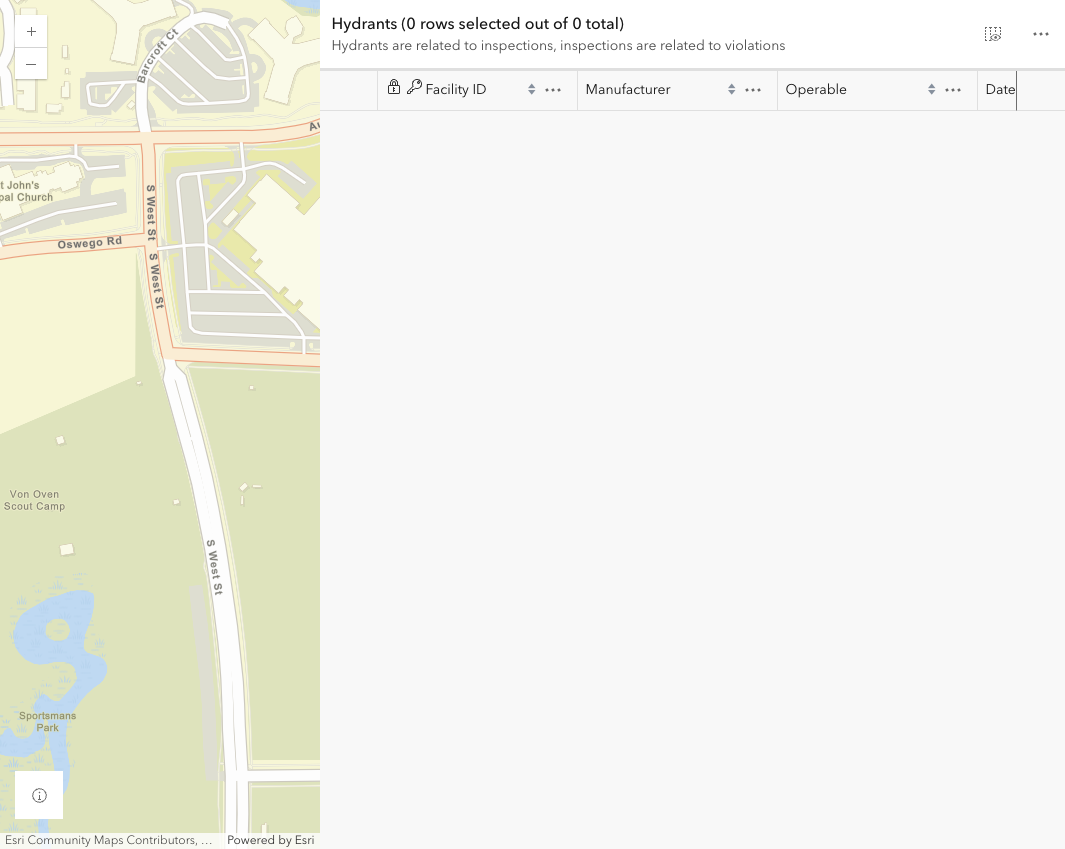 Barcroft Ct
S West St
Oswego Rd
S West St
Von Oven
Scout Camp
S West St
Sportsmans
Park
Esri Community Maps Contributors, ...
Powered by Esri
Hydrants (0 rows selected out of 0 total)
Hydrants are related to inspections, inspections are related to violations
Facility ID
Manufacturer
Operable
Date
t John's
pal Church